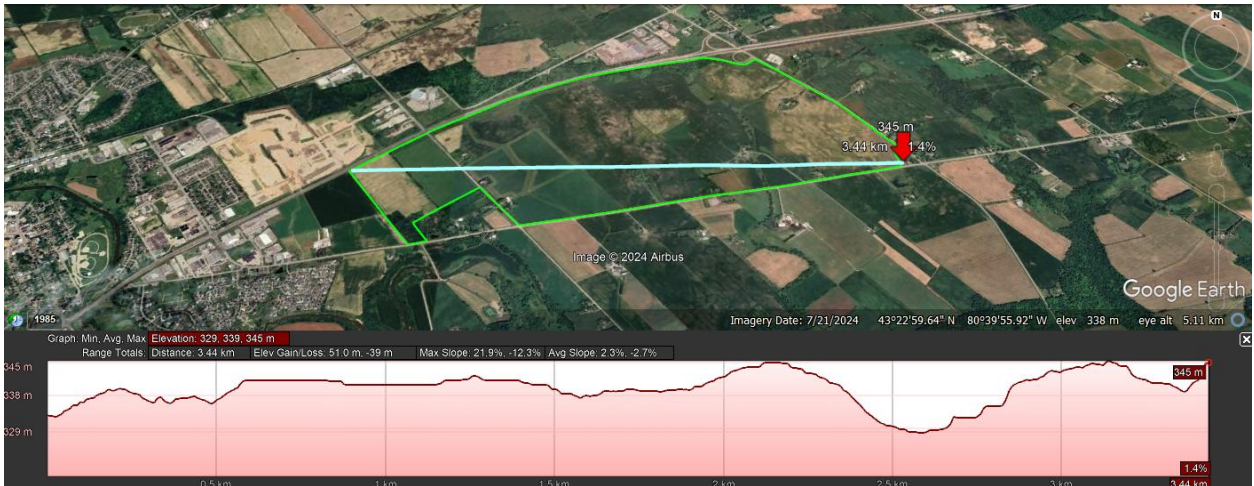 N
345 m
3.44 km 1.4%
Image © 2024 Airbus
Google Earth
1985
Imagery Date: 7/21/2024 43°22'59.64" N 80°39'55.92" W elev 338 m eye alt 5.11 km
Graph: Min, Avg, Max Elevation: 329, 339, 345 m
Range Totals: Distance: 3.44 km Elev Gain/Loss: 51.0 m, -39 m Max Slope: 21.9%, -12.3% Avg Slope: 2.3%, -2.7%
345 m
345 m
338 m
329 m
1.4%
0.5 km 1 km 1.5 km 2 km 2.5 km 3 km 3.44 km